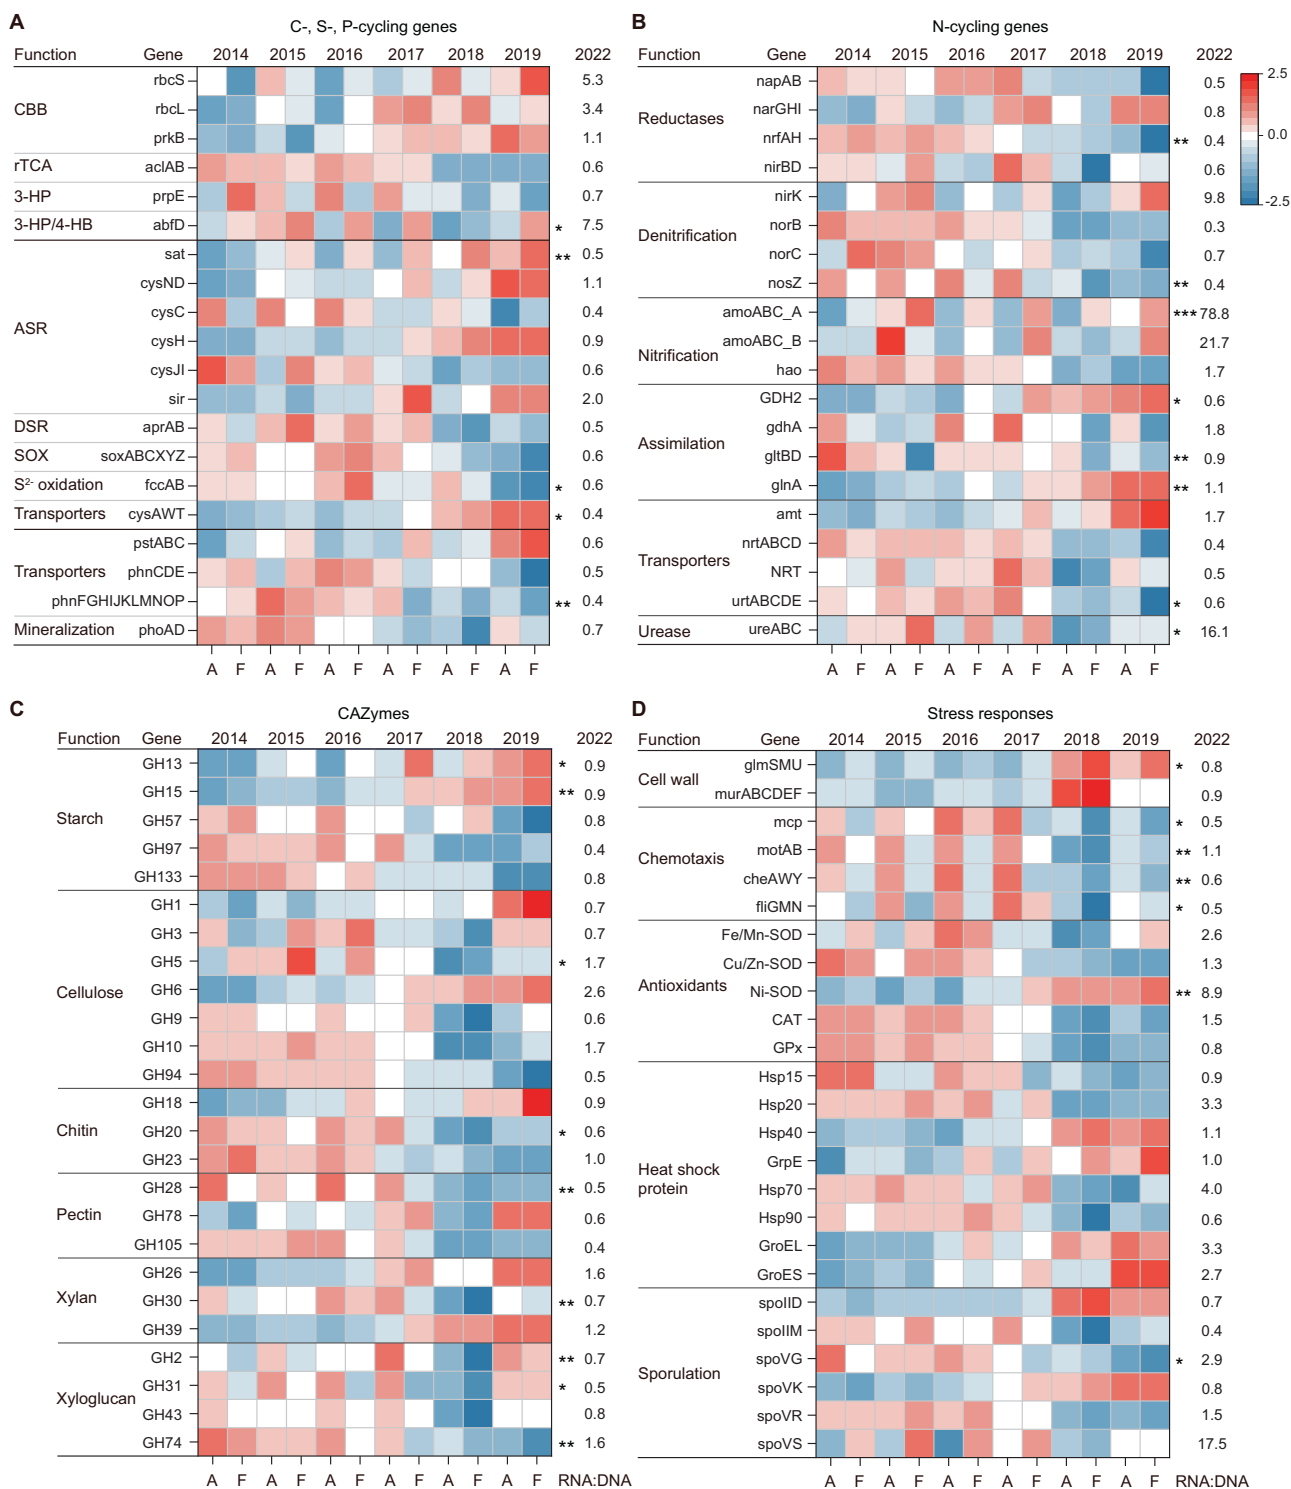 A
C-, S-, P-cycling genes
Function Gene 2014 2015 2016 2017 2018 2019 2022
CBB
rbcS 5.3
rbcL 3.4
prkB 1.1
rTCA aclAB 0.6
3-HP prpE 0.7
3-HP/4-HB abfD * 7.5
ASR
sat ** 0.5
cysND 1.1
cysC 0.4
cysH 0.9
cysJI 0.6
sir 2.0
DSR aprAB 0.5
SOX soxABCXYZ 0.6
S2- oxidation fccAB * 0.6
Transporters cysAWT * 0.4
Transporters
pstABC 0.6
phnCDE 0.5
phnFGHIJKLMNOP ** 0.4
Mineralization phoAD 0.7
A F A F A F A F A F A F
B
N-cycling genes
Function Gene 2014 2015 2016 2017 2018 2019 2022
2.5
0.0
-2.5
Reductases
napAB 0.5
narGHI 0.8
nrfAH ** 0.4
nirBD 0.6
Denitrification
nirK 9.8
norB 0.3
norC 0.7
nosZ ** 0.4
Nitrification
amoABC_A *** 78.8
amoABC_B 21.7
hao 1.7
Assimilation
GDH2 * 0.6
gdhA 1.8
gltBD ** 0.9
glnA ** 1.1
Transporters
amt 1.7
nrtABCD 0.4
NRT 0.5
urtABCDE * 0.6
Urease ureABC * 16.1
A F A F A F A F A F A F
C
CAZymes
Function Gene 2014 2015 2016 2017 2018 2019 2022
Starch
GH13 * 0.9
GH15 ** 0.9
GH57 0.8
GH97 0.4
GH133 0.8
Cellulose
GH1 0.7
GH3 0.7
GH5 * 1.7
GH6 2.6
GH9 0.6
GH10 1.7
GH94 0.5
Chitin
GH18 0.9
GH20 * 0.6
GH23 1.0
Pectin
GH28 ** 0.5
GH78 0.6
GH105 0.4
Xylan
GH26 1.6
GH30 ** 0.7
GH39 1.2
Xyloglucan
GH2 ** 0.7
GH31 * 0.5
GH43 0.8
GH74 ** 1.6
A F A F A F A F A F A F RNA:DNA
D
Stress responses
Function Gene 2014 2015 2016 2017 2018 2019 2022
Cell wall
glmSMU * 0.8
murABCDEF 0.9
Chemotaxis
mcp * 0.5
motAB ** 1.1
cheAWY ** 0.6
fliGMN * 0.5
Antioxidants
Fe/Mn-SOD 2.6
Cu/Zn-SOD 1.3
Ni-SOD ** 8.9
CAT 1.5
GPx 0.8
Heat shock
protein
Hsp15 0.9
Hsp20 3.3
Hsp40 1.1
GrpE 1.0
Hsp70 4.0
Hsp90 0.6
GroEL 3.3
GroES 2.7
Sporulation
spoIID 0.7
spoIIM 0.4
spoVG * 2.9
spoVK 0.8
spoVR 1.5
spoVS 17.5
A F A F A F A F A F A F RNA:DNA